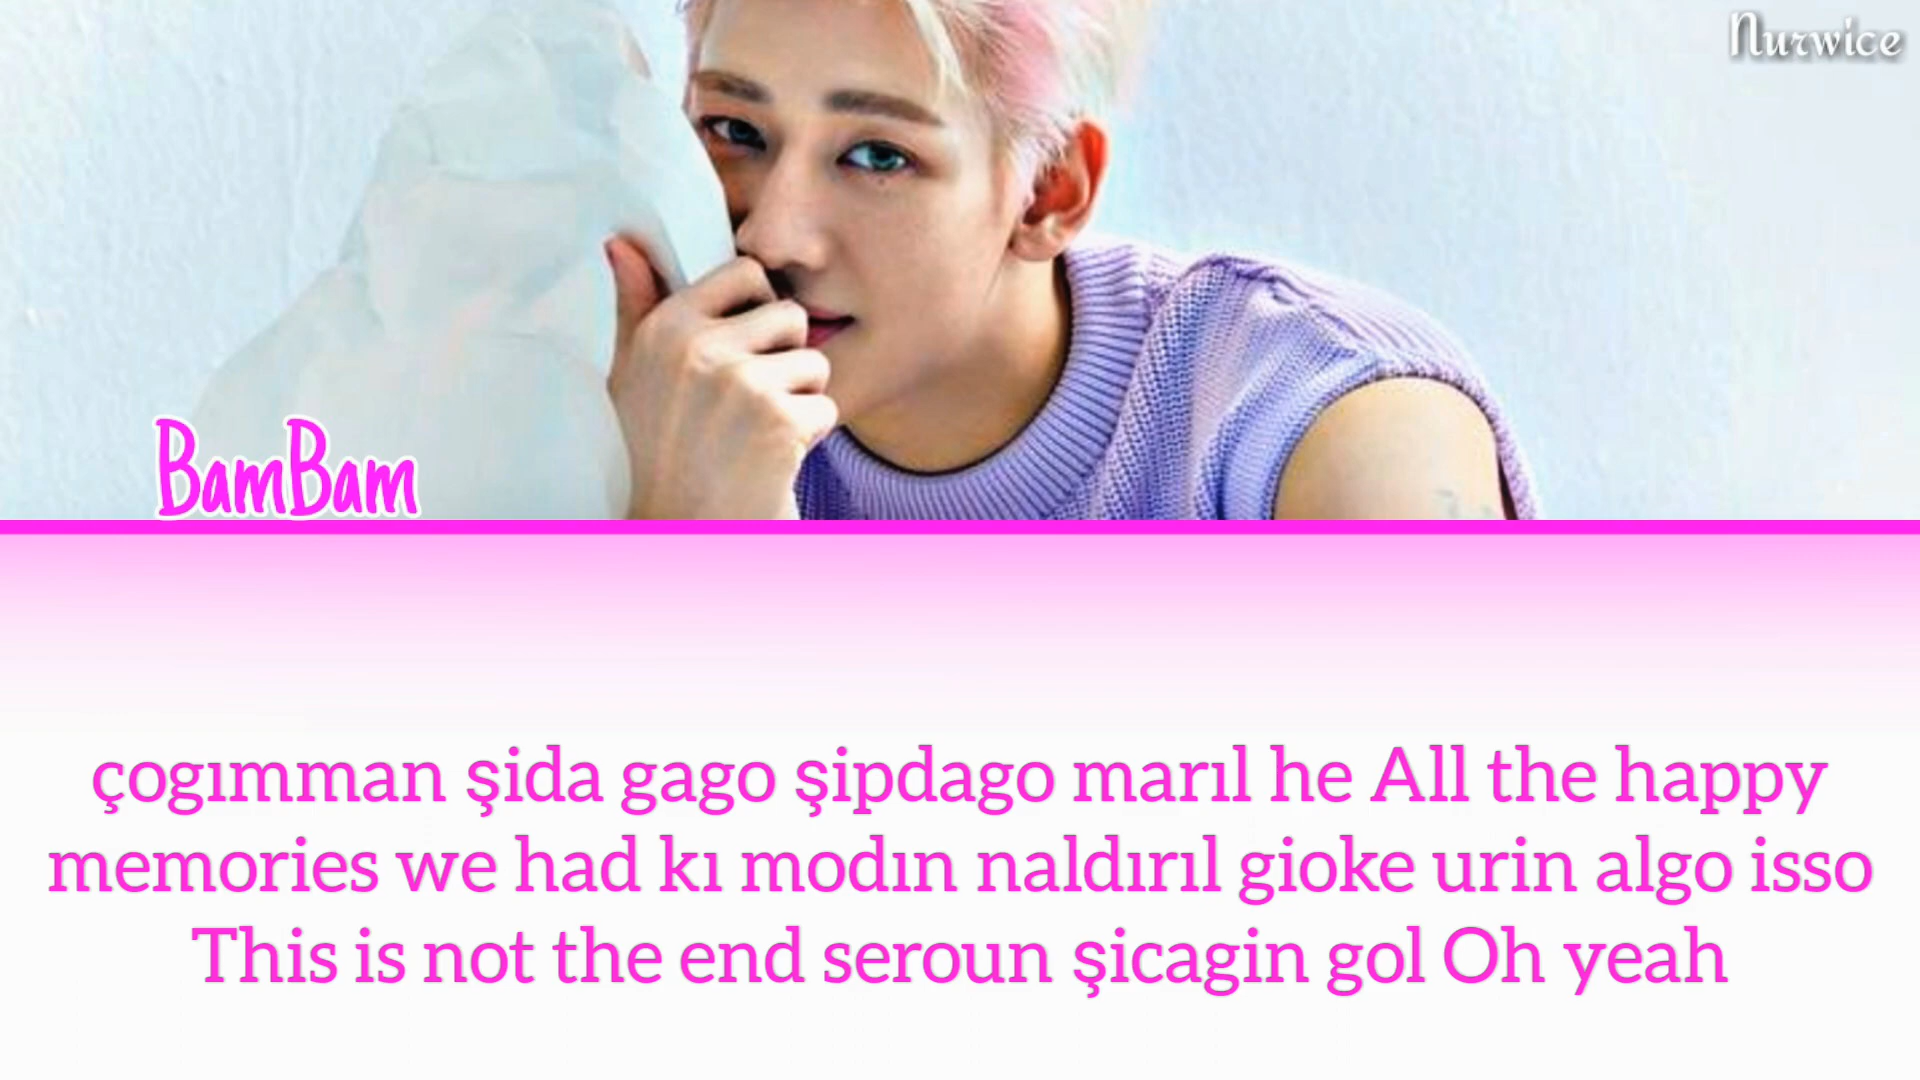 Nurwice
BamBam
çogımman şida gago şipdago marıl he All the happy
memories we had kı modın naldırıl gioke urin algo isso
This is not the end seroun şicagin gol Oh yeah